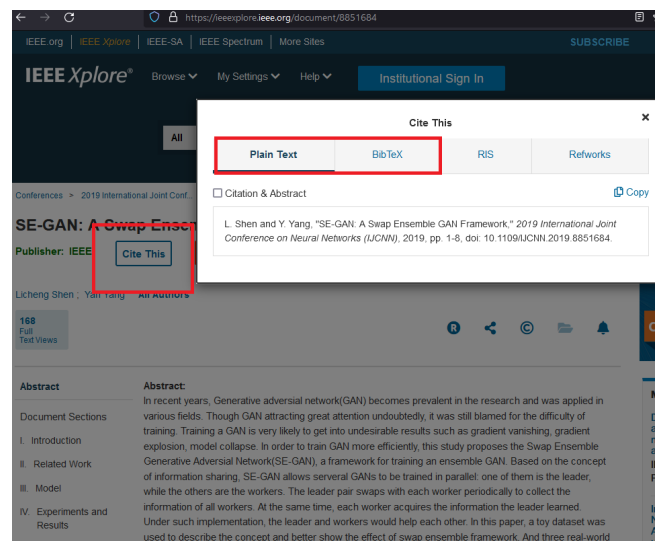 https://ieeexplore.ieee.org/document/8851684
IEEE.org IEEE Xplore IEEE-SA IEEE Spectrum More Sites SUBSCRIBE
IEEE Xplore® Browse My Settings Help Institutional Sign In
All
Cite This
Plain Text BibTeX RIS Refworks
Citation & Abstract Copy
L. Shen and Y. Yang, "SE-GAN: A Swap Ensemble GAN Framework," 2019 International Joint
Conference on Neural Networks (IJCNN), 2019, pp. 1-8, doi: 10.1109/IJCNN.2019.8851684.
Conferences > 2019 International Joint Conf...
SE-GAN: A Swap Ensem
Publisher: IEEE Cite This
Licheng Shen ; Yan Yang All Authors
168
Full
Text Views
Abstract
Document Sections
I. Introduction
II. Related Work
III. Model
IV. Experiments and
Results
Abstract:
In recent years, Generative adversial network(GAN) becomes prevalent in the research and was applied in
various fields. Though GAN attracting great attention undoubtedly, it was still blamed for the difficulty of
training. Training a GAN is very likely to get into undesirable results such as gradient vanishing, gradient
explosion, model collapse. In order to train GAN more efficiently, this study proposes the Swap Ensemble
Generative Adversial Network(SE-GAN), a framework for training an ensemble GAN. Based on the concept
of information sharing, SE-GAN allows serveral GANs to be trained in parallel: one of them is the leader,
while the others are the workers. The leader pair swaps with each worker periodically to collect the
information of all workers. At the same time, each worker acquires the information the leader learned.
Under such implementation, the leader and workers would help each other. In this paper, a toy dataset was
used to describe the concept and better show the effect of swap ensemble framework. And three real-world